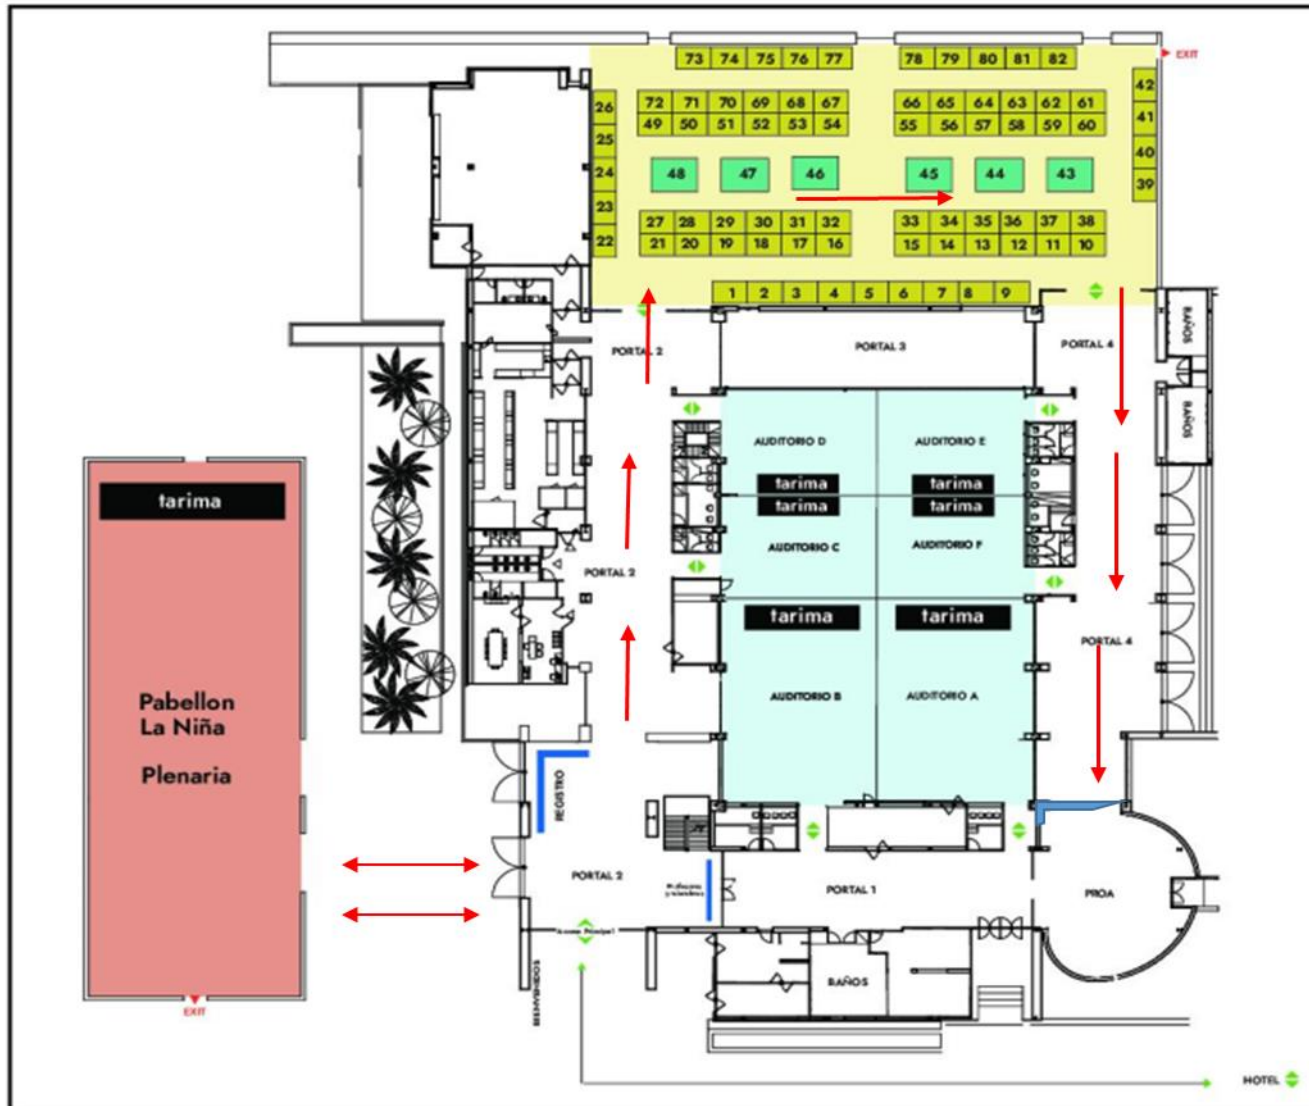 73 74 75 76 77 78 79 80 81 82
EXIT
42
26 72 71 70 69 68 67 66 65 64 63 62 61
41
25 49 50 51 52 53 54 55 56 57 58 59 60
40
24 48 47 46 45 44 43
39
23 27 28 29 30 31 32 33 34 35 36 37 38
22 21 20 19 18 17 16 15 14 13 12 11 10
1 2 3 4 5 6 7 8 9
BAÑOS
PORTAL 2 PORTAL 3 PORTAL 4
BAÑOS
AUDITORIO D AUDITORIO E
tarima tarima
tarima tarima
tarima
AUDITORIO C AUDITORIO F
PORTAL 2
tarima tarima
PORTAL 4
Pabellon
La Niña
AUDITORIO B AUDITORIO A
Plenaria
REGISTRO
PORTAL 2 PORTAL 1 PROA
Acceso Principal
BIENVENIDOS
BAÑOS
EXIT
HOTEL